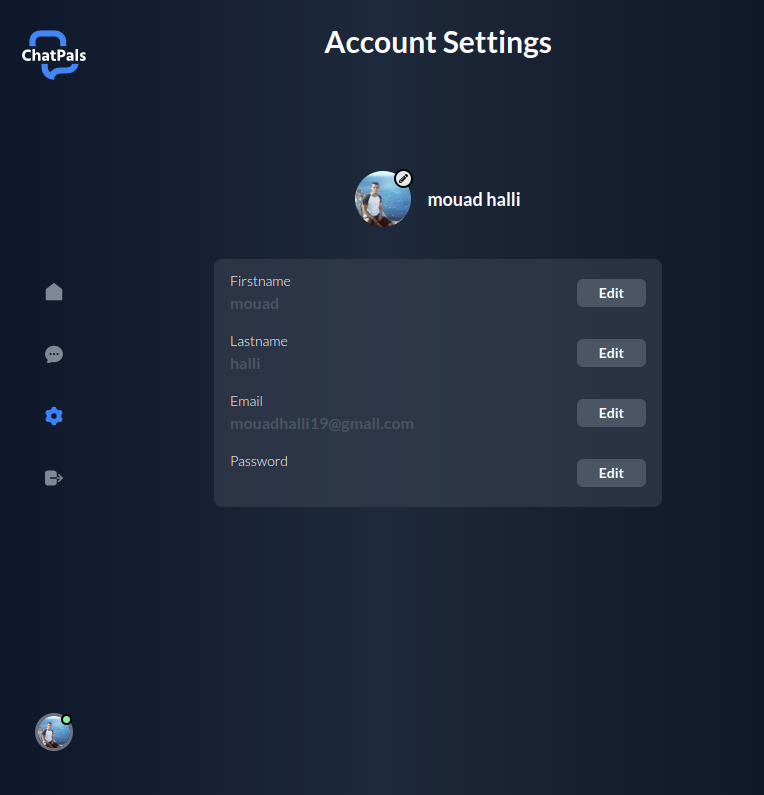 Account Settings
ChatPals
mouad halli
Firstname
mouad
Edit
Lastname
halli
Edit
Email
mouadhalli19@gmail.com
Edit
Password
Edit